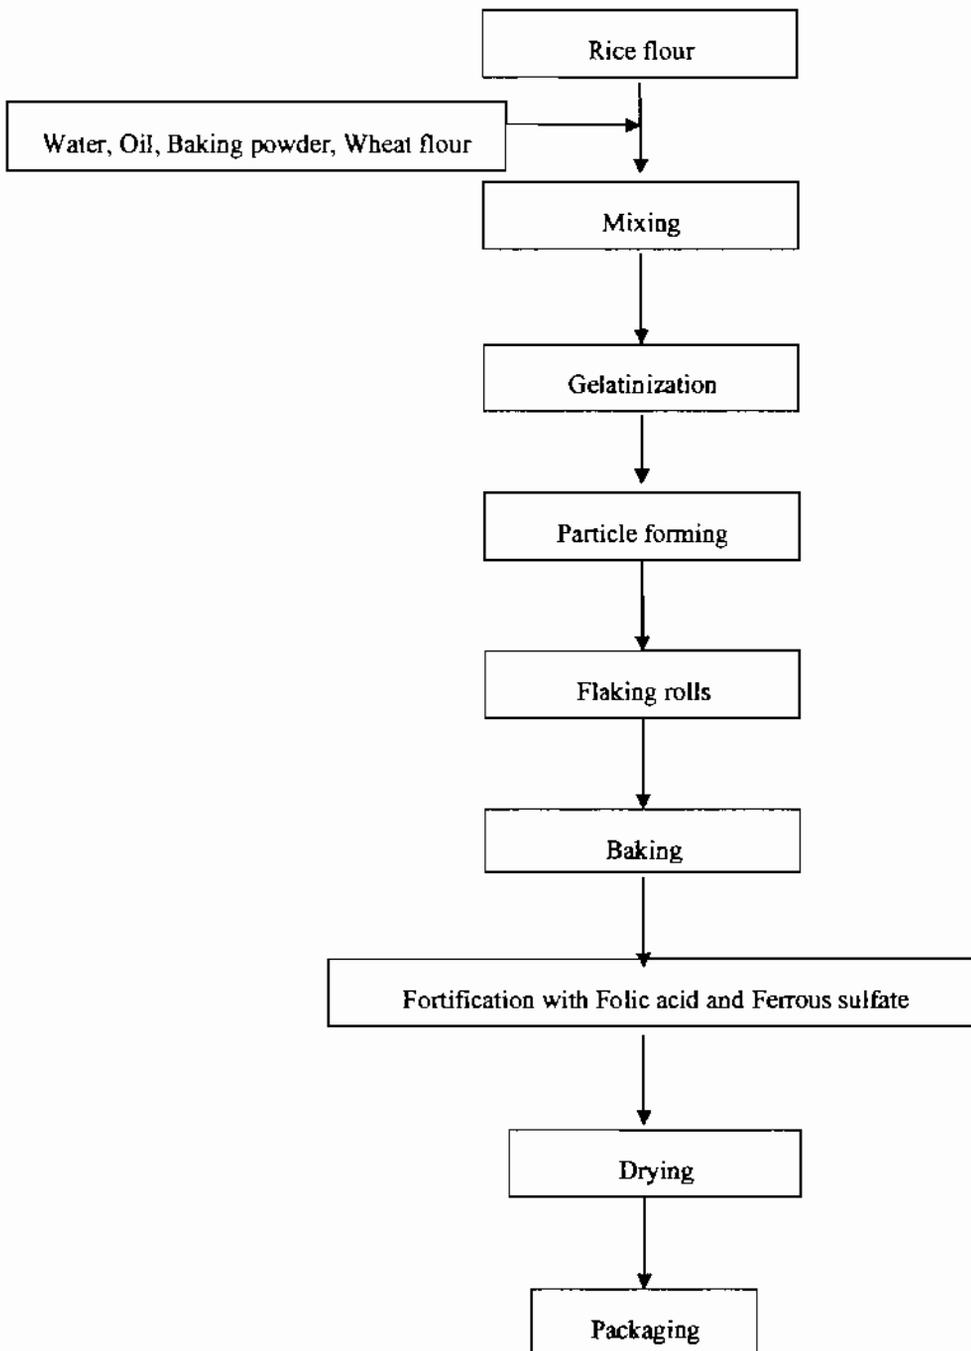 Rice flour
Water, Oil, Baking powder, Wheat flour
Mixing
Gelatinization
Particle forming
Flaking rolls
Baking
Fortification with Folic acid and Ferrous sulfate
Drying
Packaging